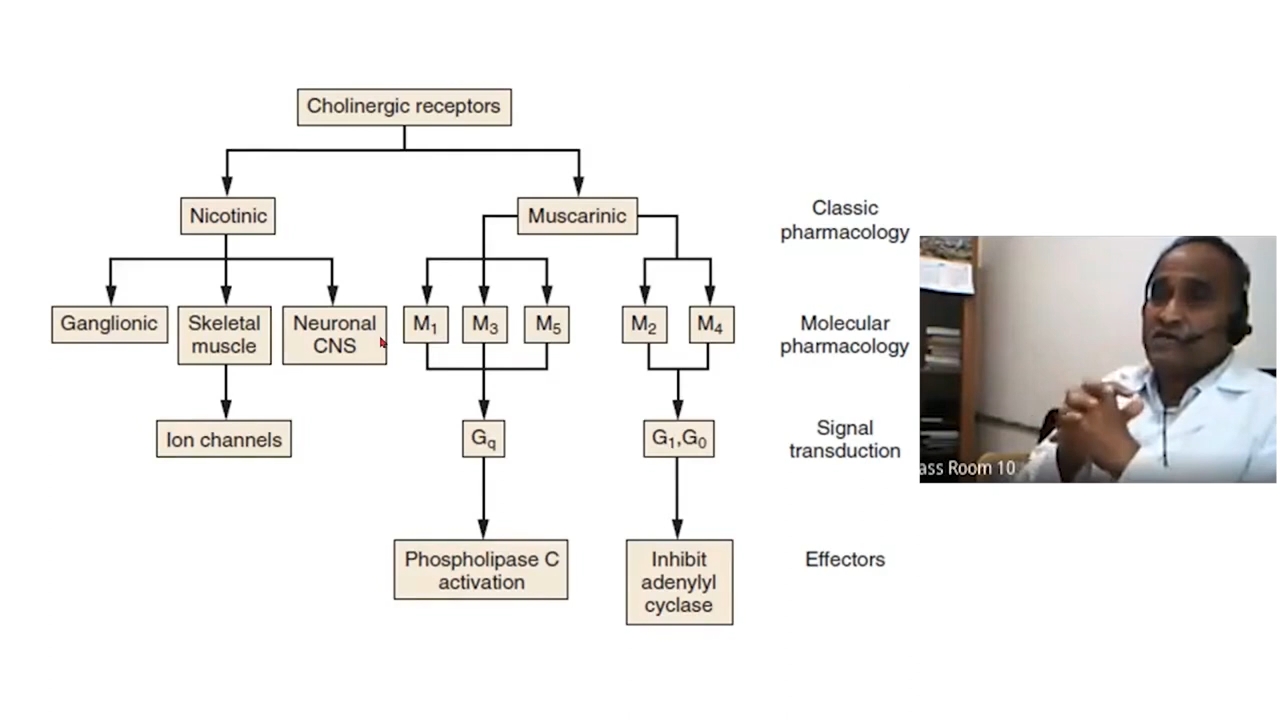 Cholinergic receptors
Nicotinic
Muscarinic
Classic
pharmacology
Ganglionic
Skeletal
muscle
Neuronal
CNS
M₁
M₃
M₅
M₂
M₄
Molecular
pharmacology
Ion channels
Gq
G₁,G₀
Signal
transduction
Phospholipase C
activation
Inhibit
adenylyl
cyclase
Effectors
ass Room 10